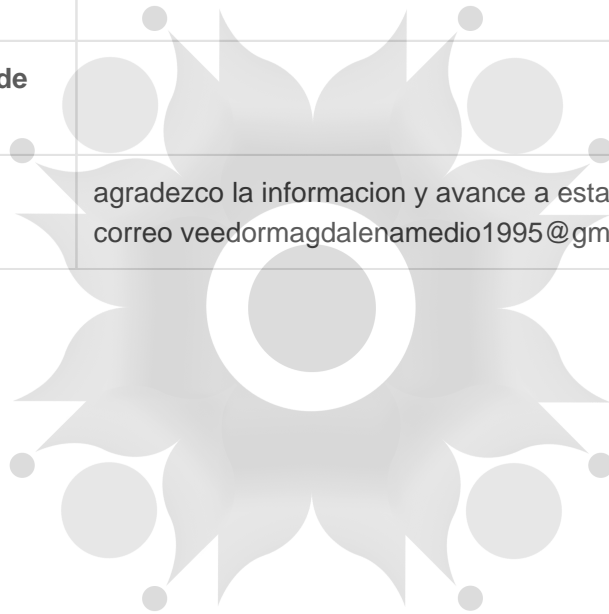 de
agradezco la informacion y avance a esta
correo veedormagdalenamedio1995@gm